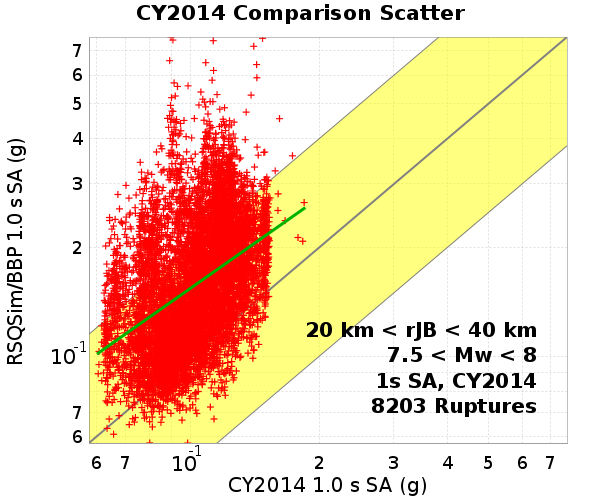 CY2014 Comparison Scatter
7
6
5
4
3
2
10-1
7
6
RSQSim/BBP 1.0 s SA (g)
20 km < rJB < 40 km
7.5 < Mw < 8
1s SA, CY2014
8203 Ruptures
6 7 10-1 2 3 4 5 6 7
CY2014 1.0 s SA (g)